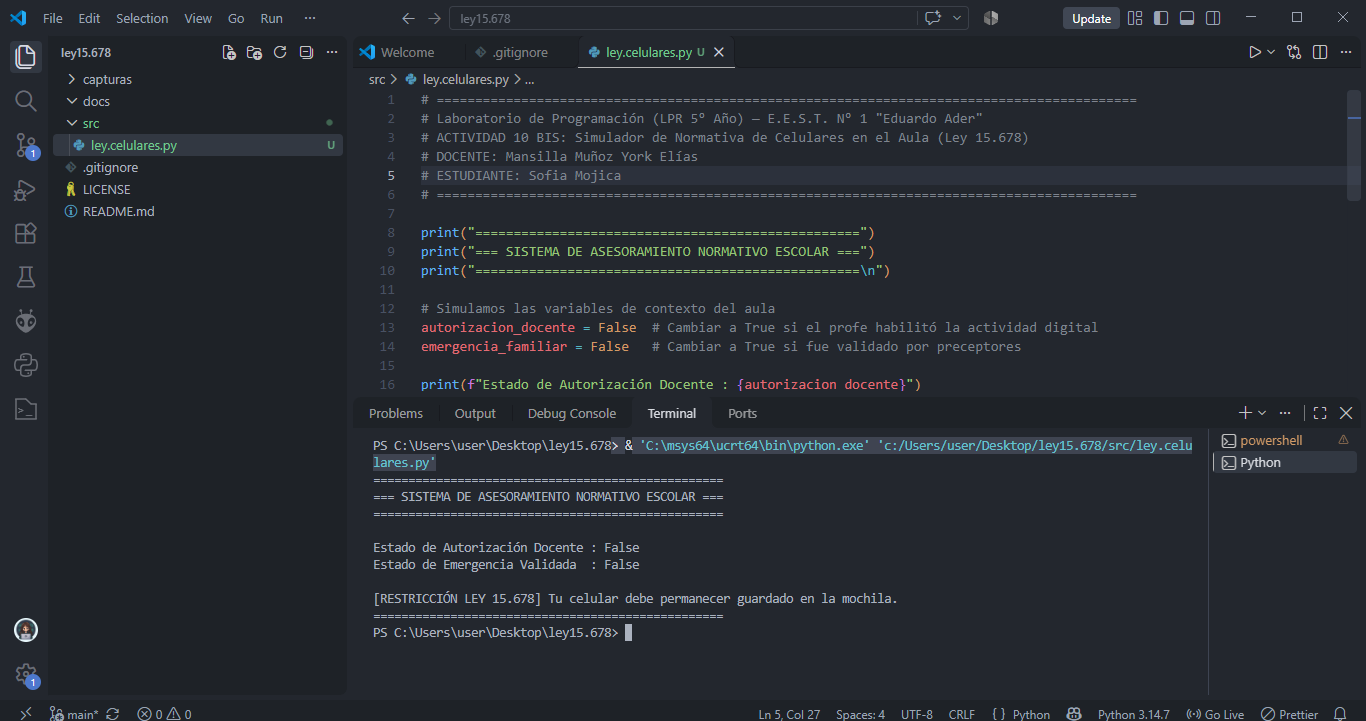 File Edit Selection View Go Run ···
ley15.678
Update
ley15.678
capturas
docs
src
ley.celulares.py U
.gitignore
LICENSE
README.md
Welcome
.gitignore
ley.celulares.py U
src > ley.celulares.py > ...
1 # ===========================================================================================
2 # Laboratorio de Programación (LPR 5° Año) — E.E.S.T. N° 1 "Eduardo Ader"
3 # ACTIVIDAD 10 BIS: Simulador de Normativa de Celulares en el Aula (Ley 15.678)
4 # DOCENTE: Mansilla Muñoz York Elías
5 # ESTUDIANTE: Sofia Mojica
6 # ===========================================================================================
7
8 print("==================================================")
9 print("=== SISTEMA DE ASESORAMIENTO NORMATIVO ESCOLAR ===")
10 print("==================================================\n")
11
12 # Simulamos las variables de contexto del aula
13 autorizacion_docente = False  # Cambiar a True si el profe habilitó la actividad digital
14 emergencia_familiar = False   # Cambiar a True si fue validado por preceptores
15
16 print(f"Estado de Autorización Docente : {autorizacion_docente}")
Problems Output Debug Console Terminal Ports
PS C:\Users\user\Desktop\ley15.678> & 'C:\msys64\ucrt64\bin\python.exe' 'c:/Users/user/Desktop/ley15.678/src/ley.celu
lares.py'
==================================================
=== SISTEMA DE ASESORAMIENTO NORMATIVO ESCOLAR ===
==================================================
Estado de Autorización Docente : False
Estado de Emergencia Validada  : False
[RESTRICCIÓN LEY 15.678] Tu celular debe permanecer guardado en la mochila.
==================================================
PS C:\Users\user\Desktop\ley15.678>
powershell
Python
1
1
main* 0 0 Ln 5, Col 27 Spaces: 4 UTF-8 CRLF { } Python Python 3.14.7 Go Live Prettier